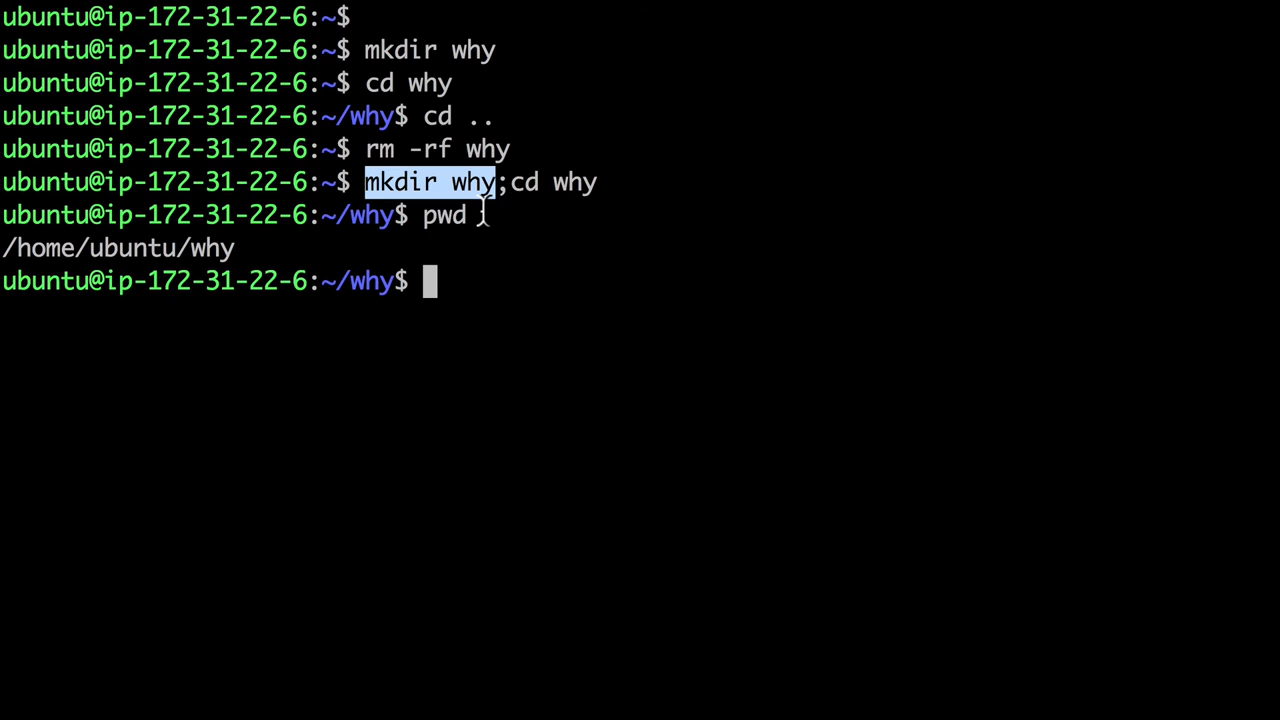 ubuntu@ip-172-31-22-6:~$
ubuntu@ip-172-31-22-6:~$ mkdir why
ubuntu@ip-172-31-22-6:~$ cd why
ubuntu@ip-172-31-22-6:~/why$ cd ..
ubuntu@ip-172-31-22-6:~$ rm -rf why
ubuntu@ip-172-31-22-6:~$ mkdir why;cd why
ubuntu@ip-172-31-22-6:~/why$ pwd
/home/ubuntu/why
ubuntu@ip-172-31-22-6:~/why$